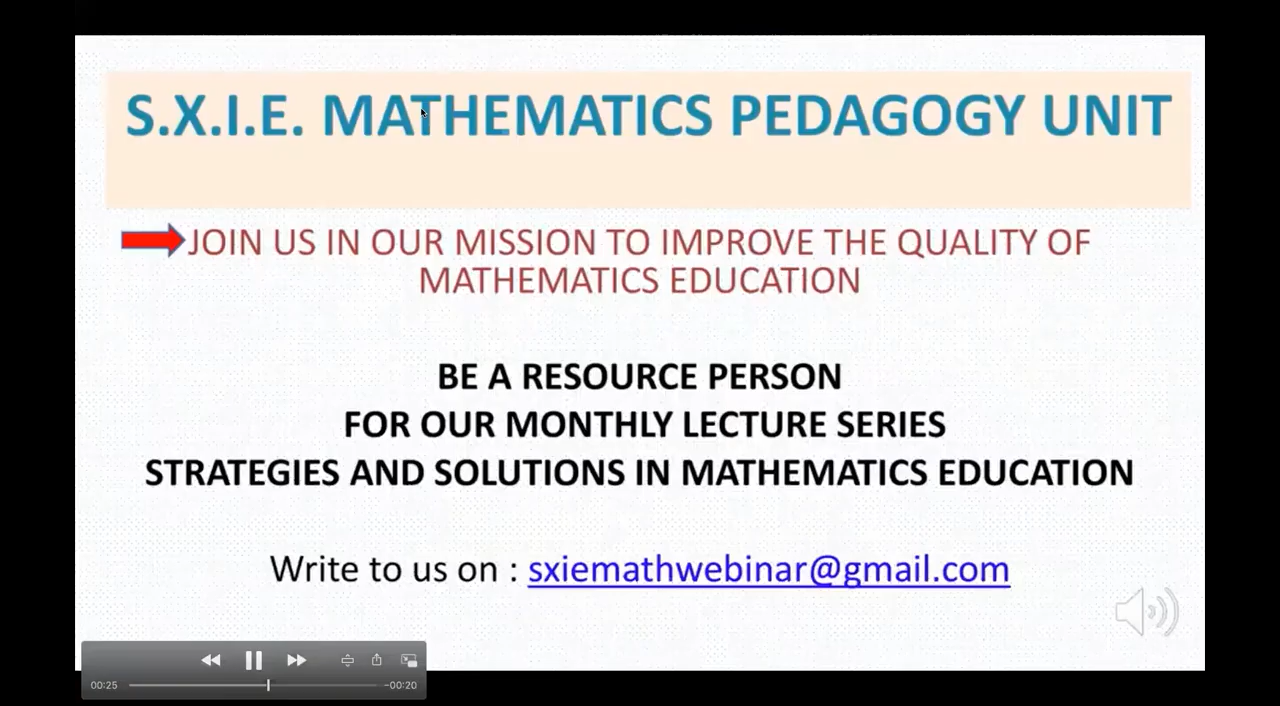 S.X.I.E. MATHEMATICS PEDAGOGY UNIT
JOIN US IN OUR MISSION TO IMPROVE THE QUALITY OF
MATHEMATICS EDUCATION
BE A RESOURCE PERSON
FOR OUR MONTHLY LECTURE SERIES
STRATEGIES AND SOLUTIONS IN MATHEMATICS EDUCATION
Write to us on : sxiemathwebinar@gmail.com
00:25 −00:20